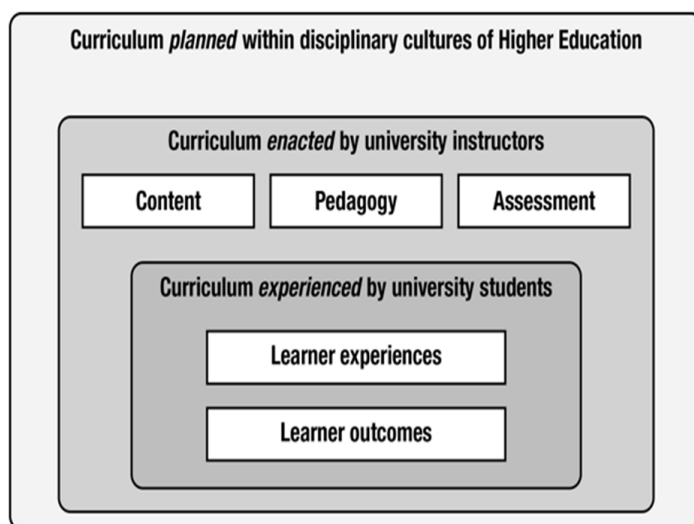 Curriculum planned within disciplinary cultures of Higher Education
Curriculum enacted by university instructors
Content
Pedagogy
Assessment
Curriculum experienced by university students
Learner experiences
Learner outcomes